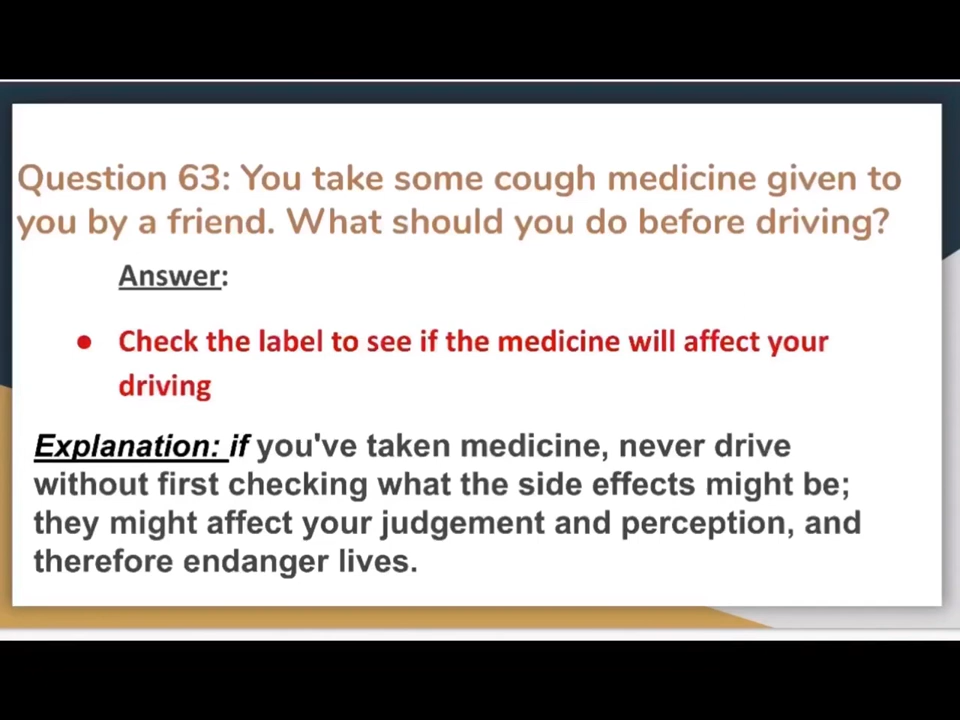 Question 63: You take some cough medicine given to
you by a friend. What should you do before driving?
Answer:
● Check the label to see if the medicine will affect your
driving
Explanation: if you've taken medicine, never drive
without first checking what the side effects might be;
they might affect your judgement and perception, and
therefore endanger lives.